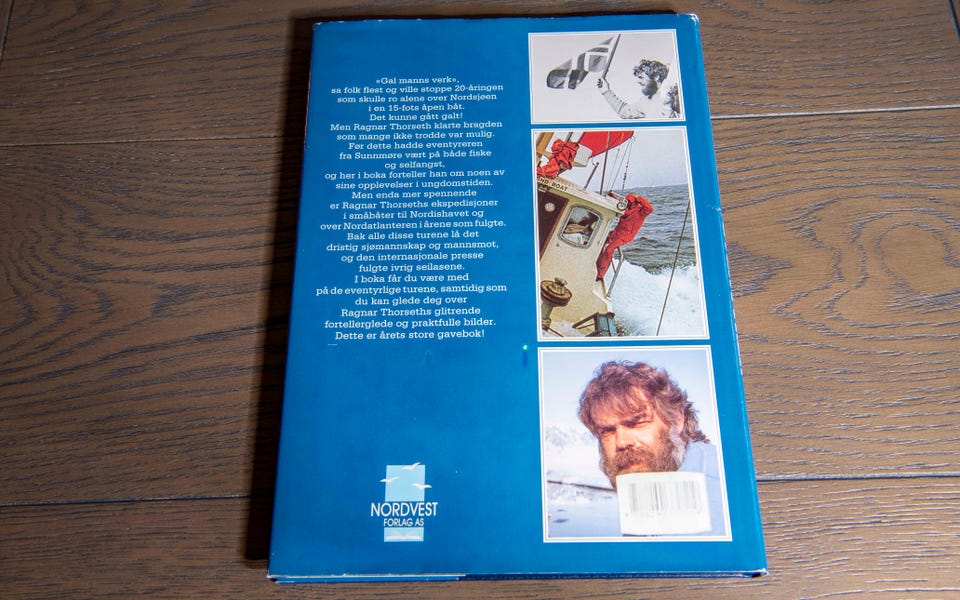 «Gal manns verk»,
sa folk flest og ville stoppe 20-åringen
som skulle ro alene over Nordsjøen
i en 15-fots åpen båt.
Det kunne gått galt!
Men Ragnar Thorseth klarte bragden
som mange ikke trodde var mulig.
Før dette hadde eventyreren
fra Sunnmøre vært på både fiske
og selfangst,
og her i boka forteller han om noen av
sine opplevelser i ungdomstiden.
Men enda mer spennende
er Ragnar Thorseths ekspedisjoner
i småbåter til Nordishavet og
over Nordatlanteren i årene som fulgte.
Bak alle disse turene lå det
dristig sjømannskap og mannsmot,
og den internasjonale presse
fulgte ivrig seilasene.
I boka får du være med
på de eventyrlige turene, samtidig som
du kan glede deg over
Ragnar Thorseths glitrende
fortellerglede og praktfulle bilder.
Dette er årets store gavebok!
BOAT
NORDVEST
FORLAG AS